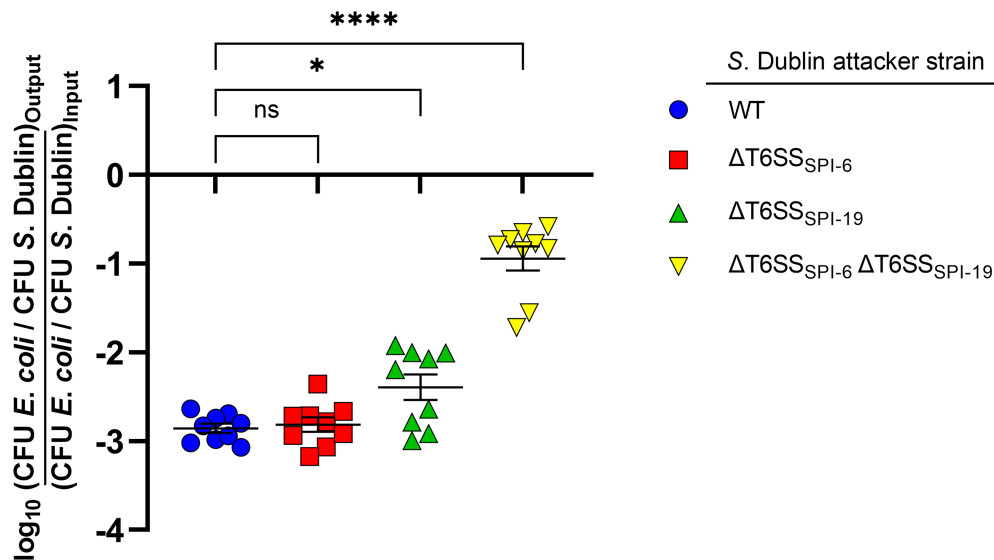 ****
*
ns
log10 (CFU E. coli / CFU S. Dublin)Output
(CFU E. coli / CFU S. Dublin)Input
1
0
-1
-2
-3
-4
S. Dublin attacker strain
WT
ΔT6SSSPI-6
ΔT6SSSPI-19
ΔT6SSSPI-6 ΔT6SSSPI-19